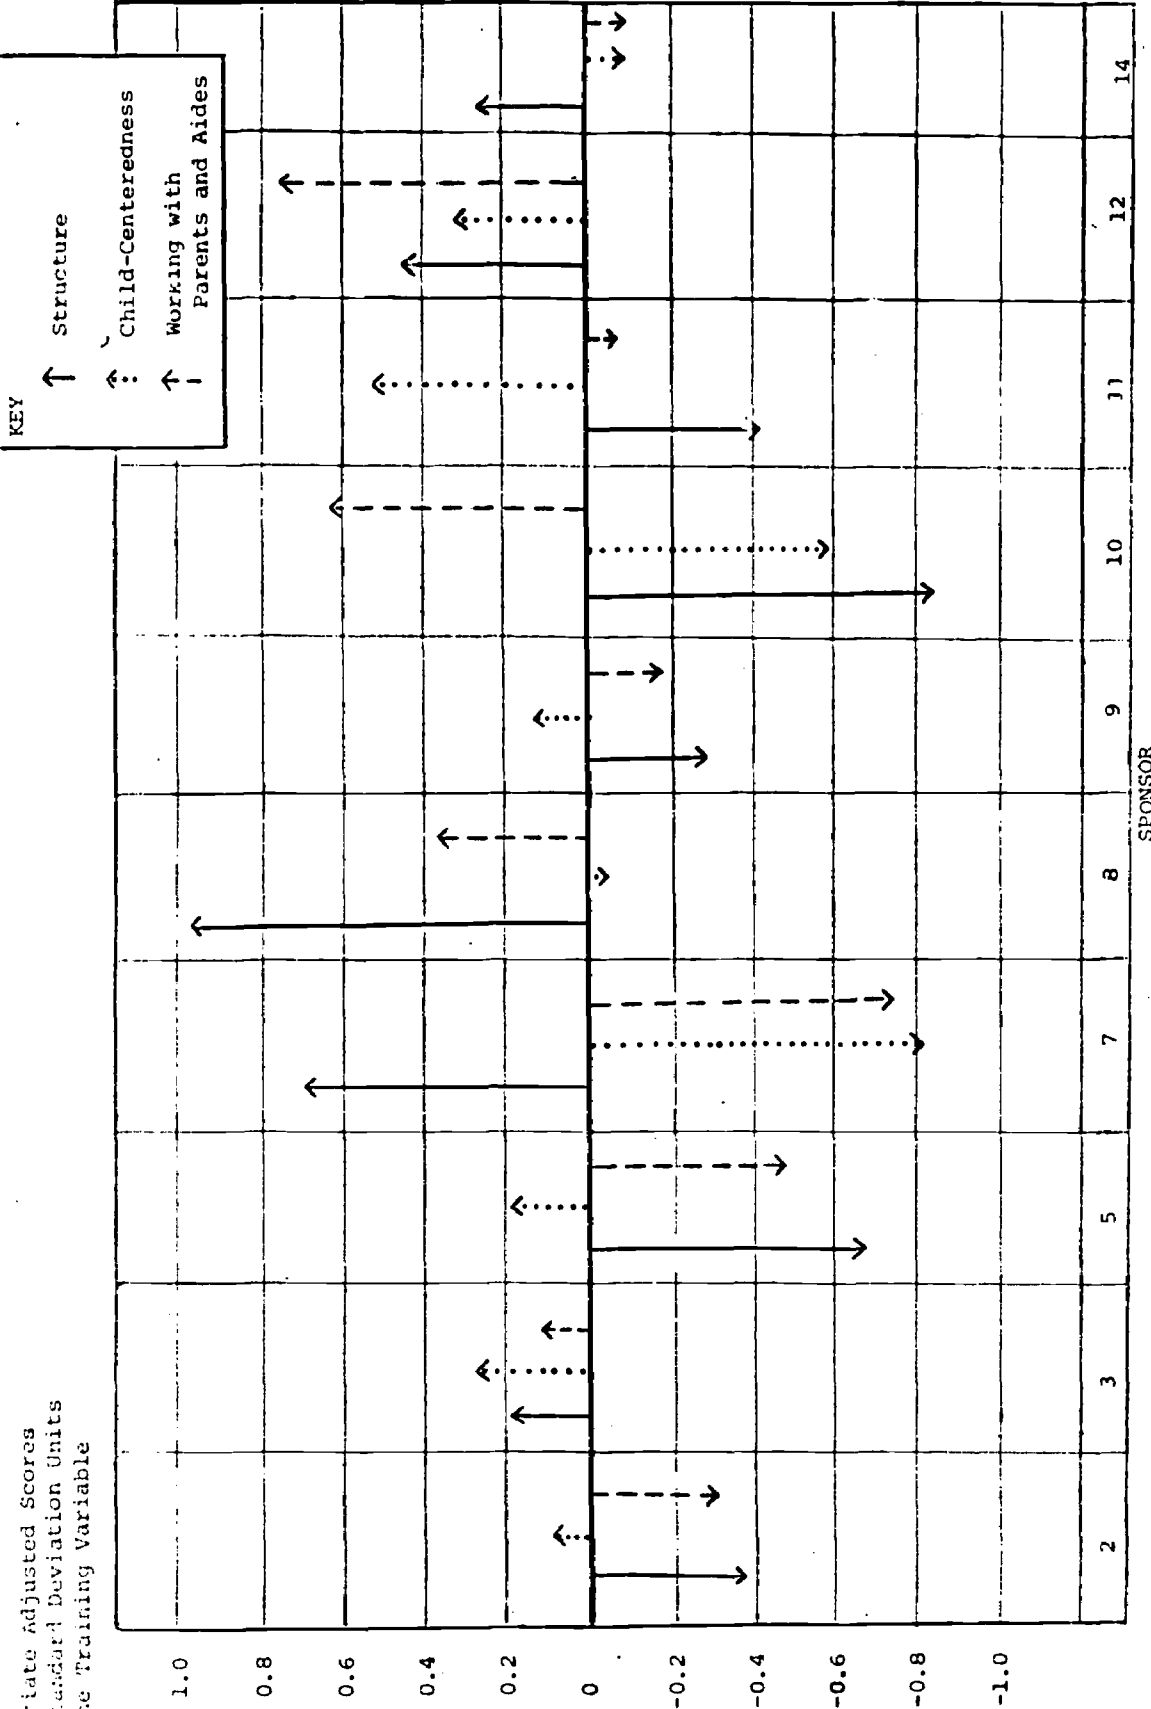 Adjusted Scores
Deviation Units
Training Variable
KEY
Structure
Child-Centeredness
Working with
Parents and Aides
1.0
0.8
0.6
0.4
0.2
0
-0.2
-0.4
-0.6
-0.8
-1.0
2 3 5 7 8 9 10 11 12 14
SPONSOR